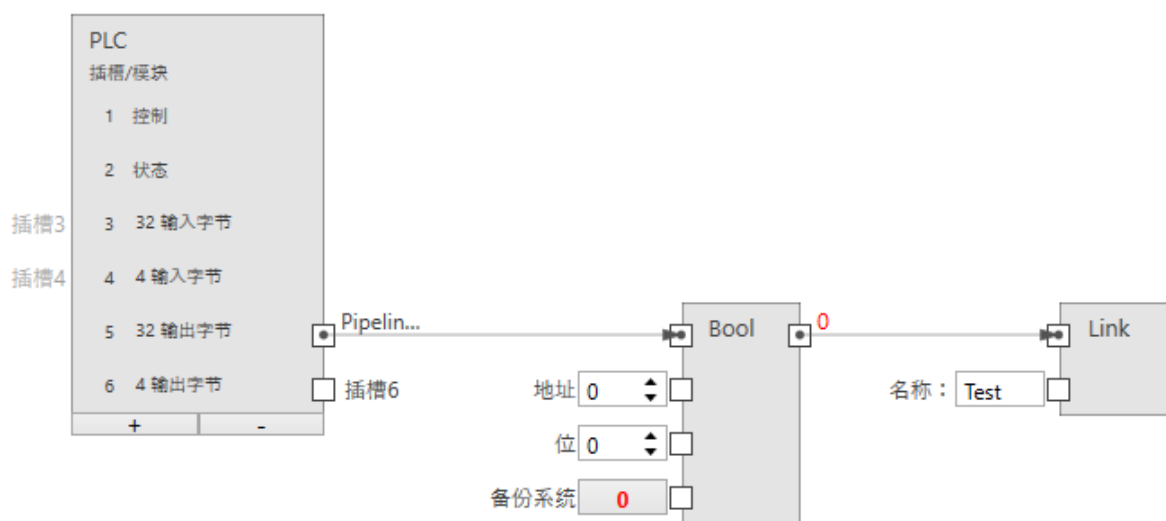 PLC
插槽/模块
1 控制
2 状态
插槽3 3 32 输入字节
插槽4 4 4 输入字节
5 32 输出字节 Pipelin... Bool 0 Link
6 4 输出字节 插槽6 地址 0 名称： Test
+ -
位 0
备份系统 0